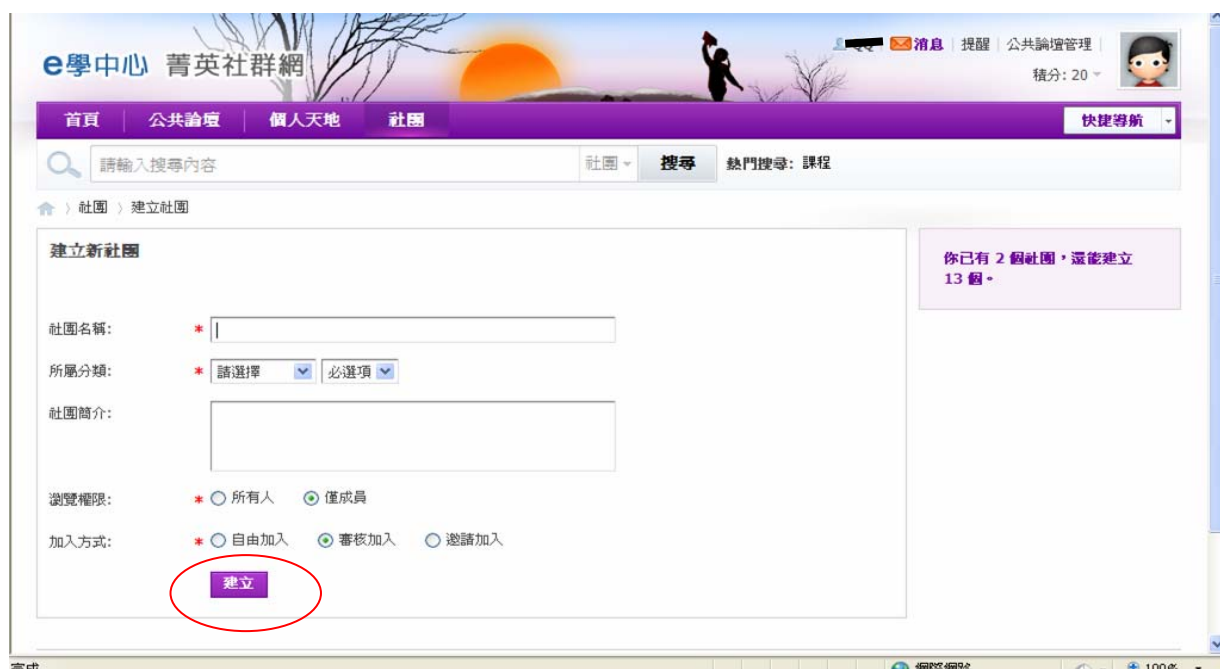 e學中心 菁英社群網
消息 提醒 公共論壇管理
積分: 20
首頁 公共論壇 個人天地 社團 快捷導航
請輸入搜尋內容 社團 搜尋 熱門搜尋: 課程
社團 建立社團
建立新社團
你已有 2 個社團,還能建立
13 個。
社團名稱: *
所屬分類: * 請選擇 必選項
社團簡介:
瀏覽權限: * 所有人 僅成員
加入方式: * 自由加入 審核加入 邀請加入
建立